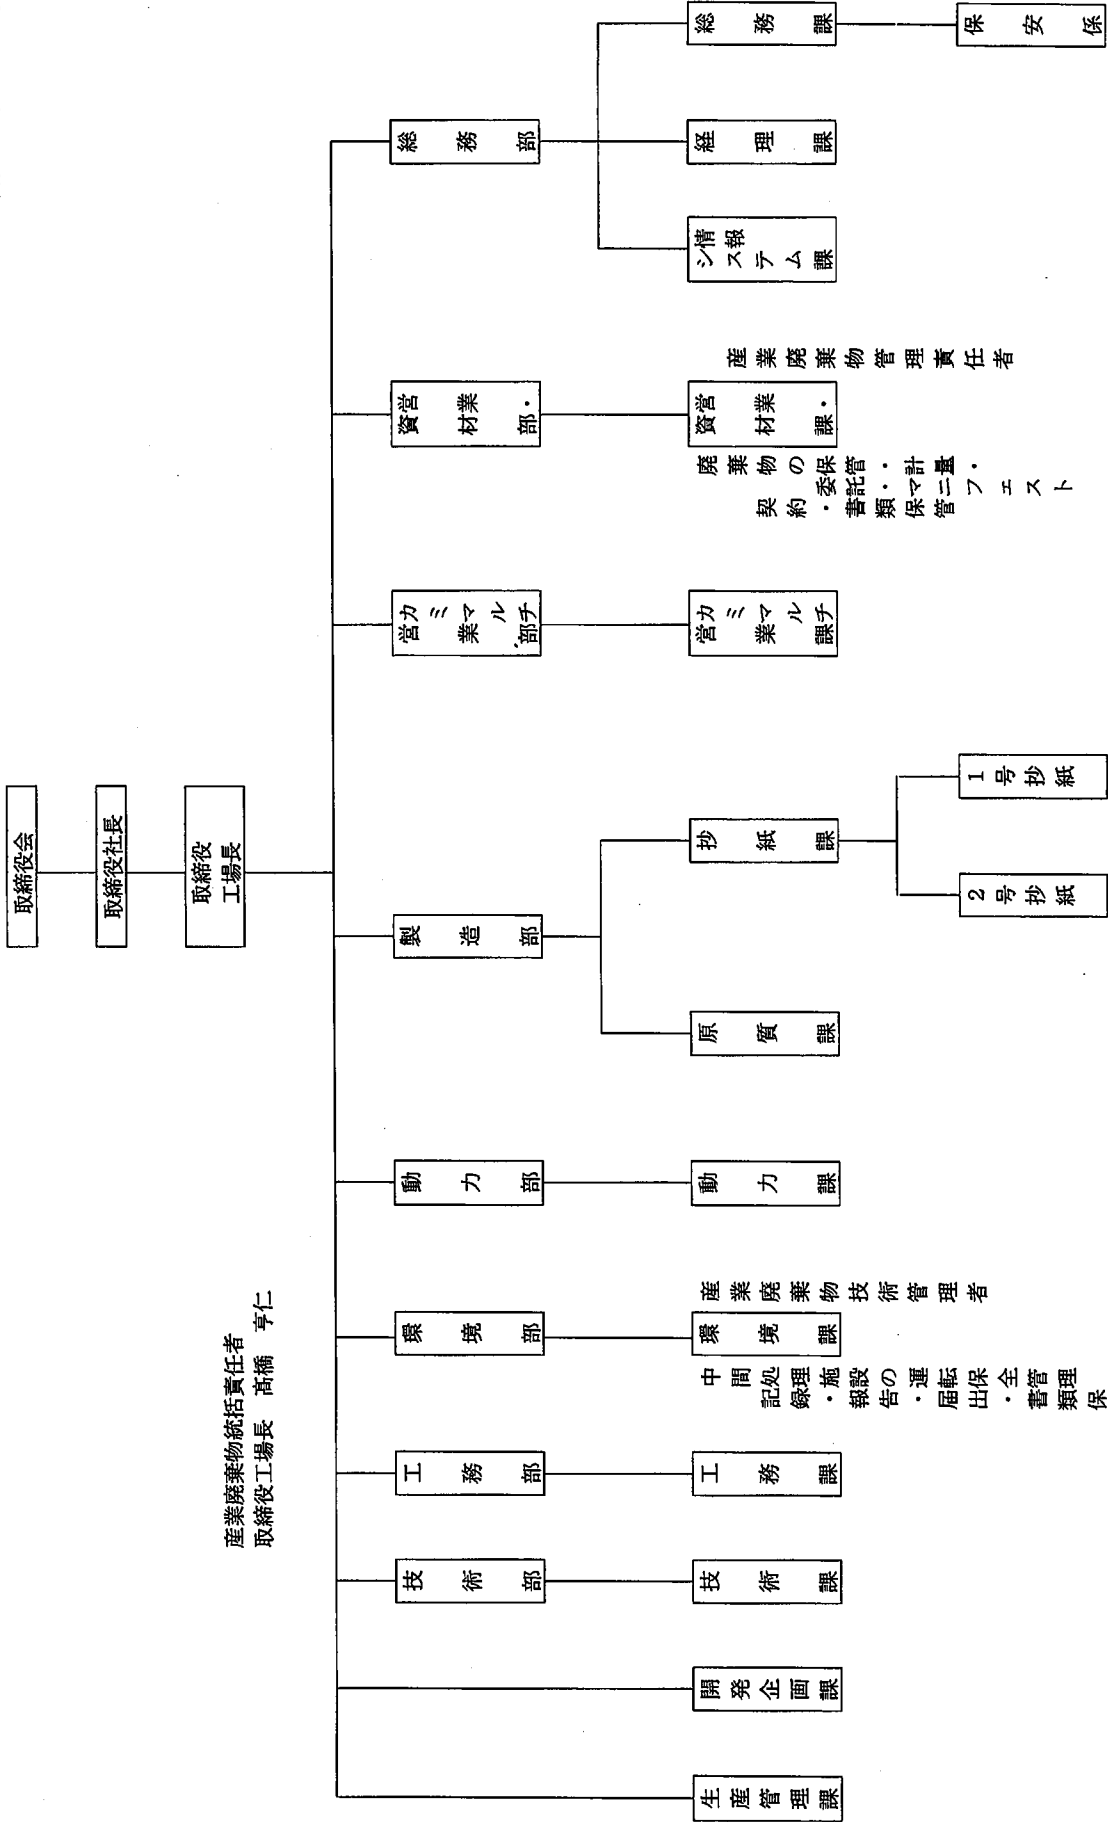 取締役会
取締役社長
取締役
工場長
産業廃棄物統括責任者
取締役工場長 髙橋 亨仁
技術部
工務部
環境部
動力部
製造部
カミマルチ
営業部
営業・
資材部
総務部
生産管理課
開発企画課
技術課
工務課
中間処理施設の運転保全管理
記録・報告・届出・書類保
環境課
産業廃棄物技術管理者
動力課
原質課
抄紙課
カミマルチ
営業課
廃棄物の保管・計量・
委託・マニフェスト
契約・書類保管
営業・
資材課
産業廃棄物管理責任者
情報
システム課
経理課
総務課
2号抄紙
1号抄紙
保安係